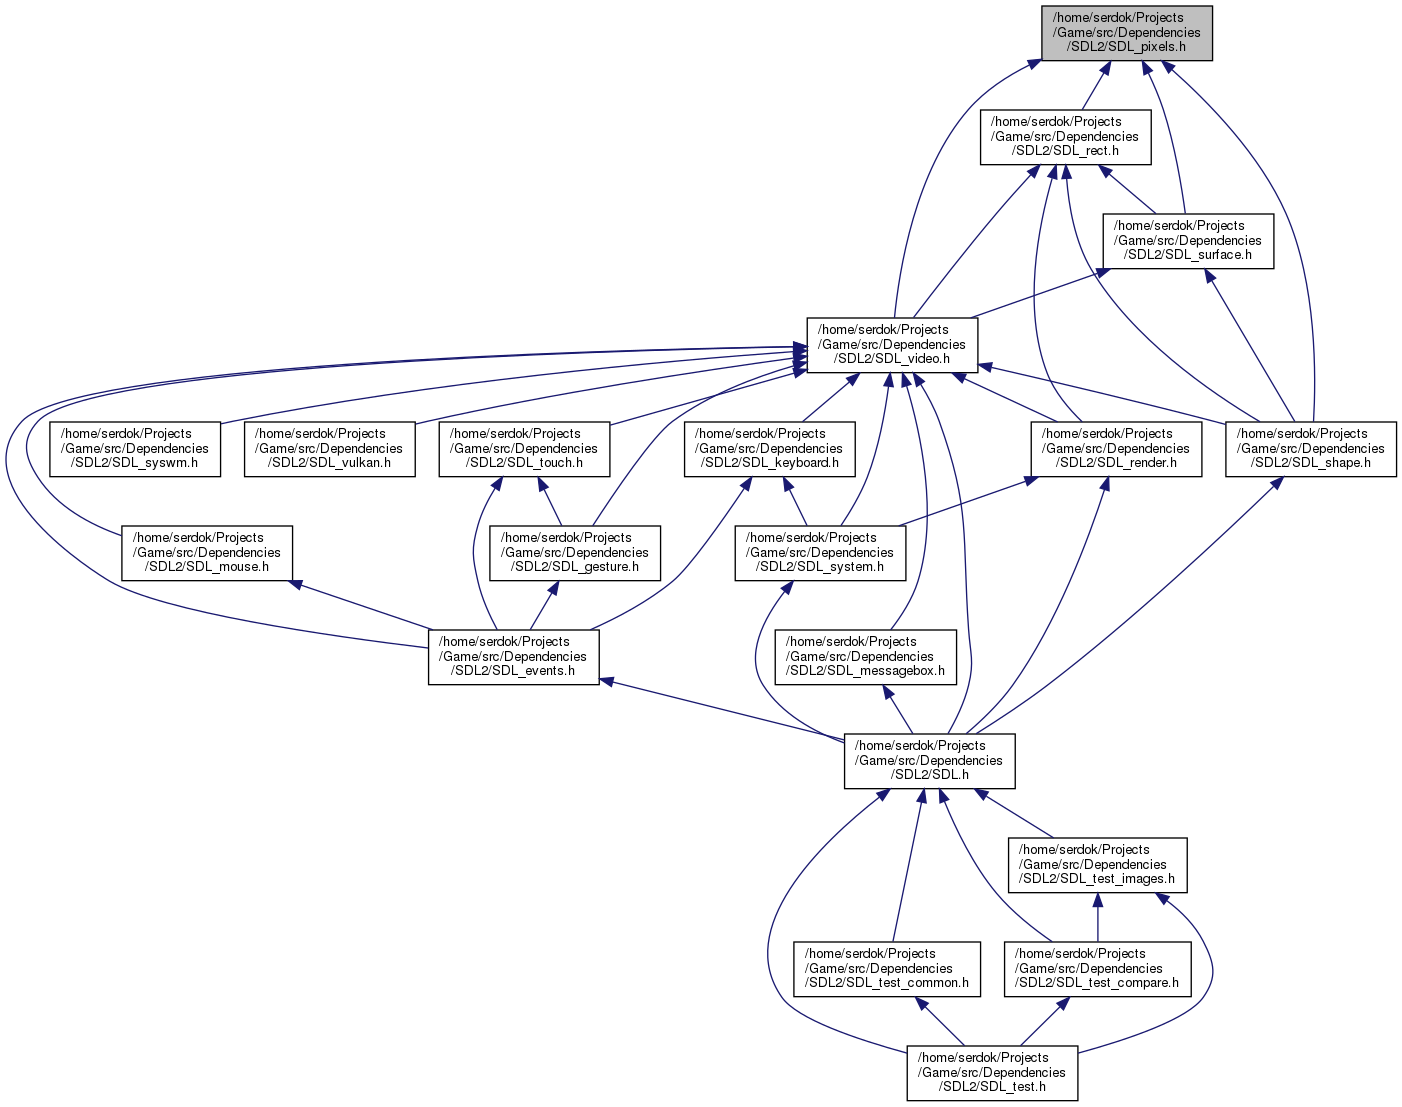 /home/serdok/Projects
/Game/src/Dependencies
/SDL2/SDL_pixels.h
/home/serdok/Projects
/Game/src/Dependencies
/SDL2/SDL_rect.h
/home/serdok/Projects
/Game/src/Dependencies
/SDL2/SDL_surface.h
/home/serdok/Projects
/Game/src/Dependencies
/SDL2/SDL_video.h
/home/serdok/Projects
/Game/src/Dependencies
/SDL2/SDL_syswm.h
/home/serdok/Projects
/Game/src/Dependencies
/SDL2/SDL_vulkan.h
/home/serdok/Projects
/Game/src/Dependencies
/SDL2/SDL_touch.h
/home/serdok/Projects
/Game/src/Dependencies
/SDL2/SDL_keyboard.h
/home/serdok/Projects
/Game/src/Dependencies
/SDL2/SDL_render.h
/home/serdok/Projects
/Game/src/Dependencies
/SDL2/SDL_shape.h
/home/serdok/Projects
/Game/src/Dependencies
/SDL2/SDL_mouse.h
/home/serdok/Projects
/Game/src/Dependencies
/SDL2/SDL_gesture.h
/home/serdok/Projects
/Game/src/Dependencies
/SDL2/SDL_system.h
/home/serdok/Projects
/Game/src/Dependencies
/SDL2/SDL_events.h
/home/serdok/Projects
/Game/src/Dependencies
/SDL2/SDL_messagebox.h
/home/serdok/Projects
/Game/src/Dependencies
/SDL2/SDL.h
/home/serdok/Projects
/Game/src/Dependencies
/SDL2/SDL_test_images.h
/home/serdok/Projects
/Game/src/Dependencies
/SDL2/SDL_test_common.h
/home/serdok/Projects
/Game/src/Dependencies
/SDL2/SDL_test_compare.h
/home/serdok/Projects
/Game/src/Dependencies
/SDL2/SDL_test.h